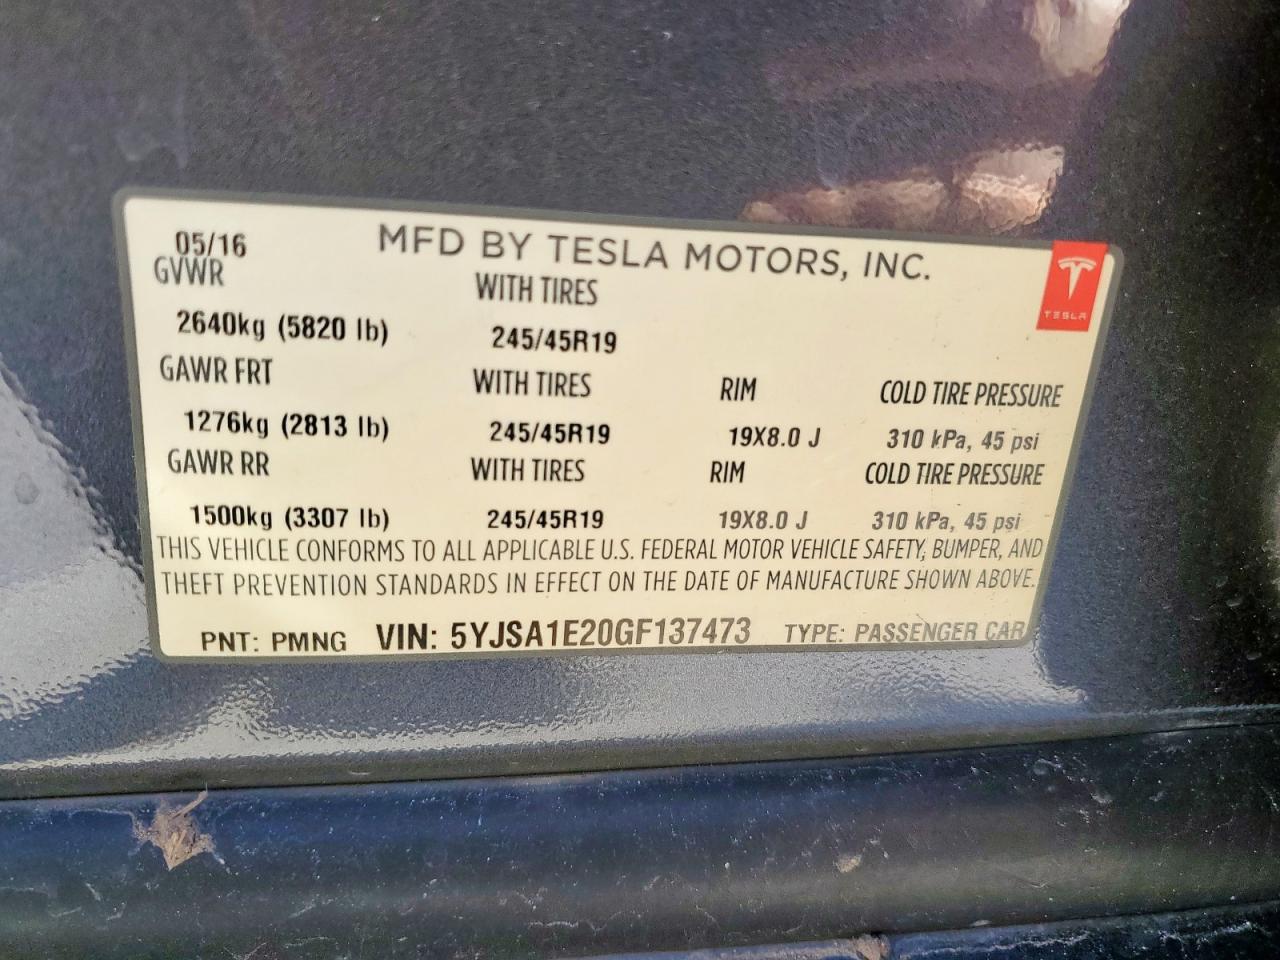 05/16 MFD BY TESLA MOTORS, INC.
GVWR WITH TIRES
TESLA
2640kg (5820 lb) 245/45R19
GAWR FRT WITH TIRES RIM COLD TIRE PRESSURE
1276kg (2813 lb) 245/45R19 19X8.0 J 310 kPa, 45 psi
GAWR RR WITH TIRES RIM COLD TIRE PRESSURE
1500kg (3307 lb) 245/45R19 19X8.0 J 310 kPa, 45 psi
THIS VEHICLE CONFORMS TO ALL APPLICABLE U.S. FEDERAL MOTOR VEHICLE SAFETY, BUMPER, AND
THEFT PREVENTION STANDARDS IN EFFECT ON THE DATE OF MANUFACTURE SHOWN ABOVE.
PNT: PMNG VIN: 5YJSA1E20GF137473 TYPE: PASSENGER CAR